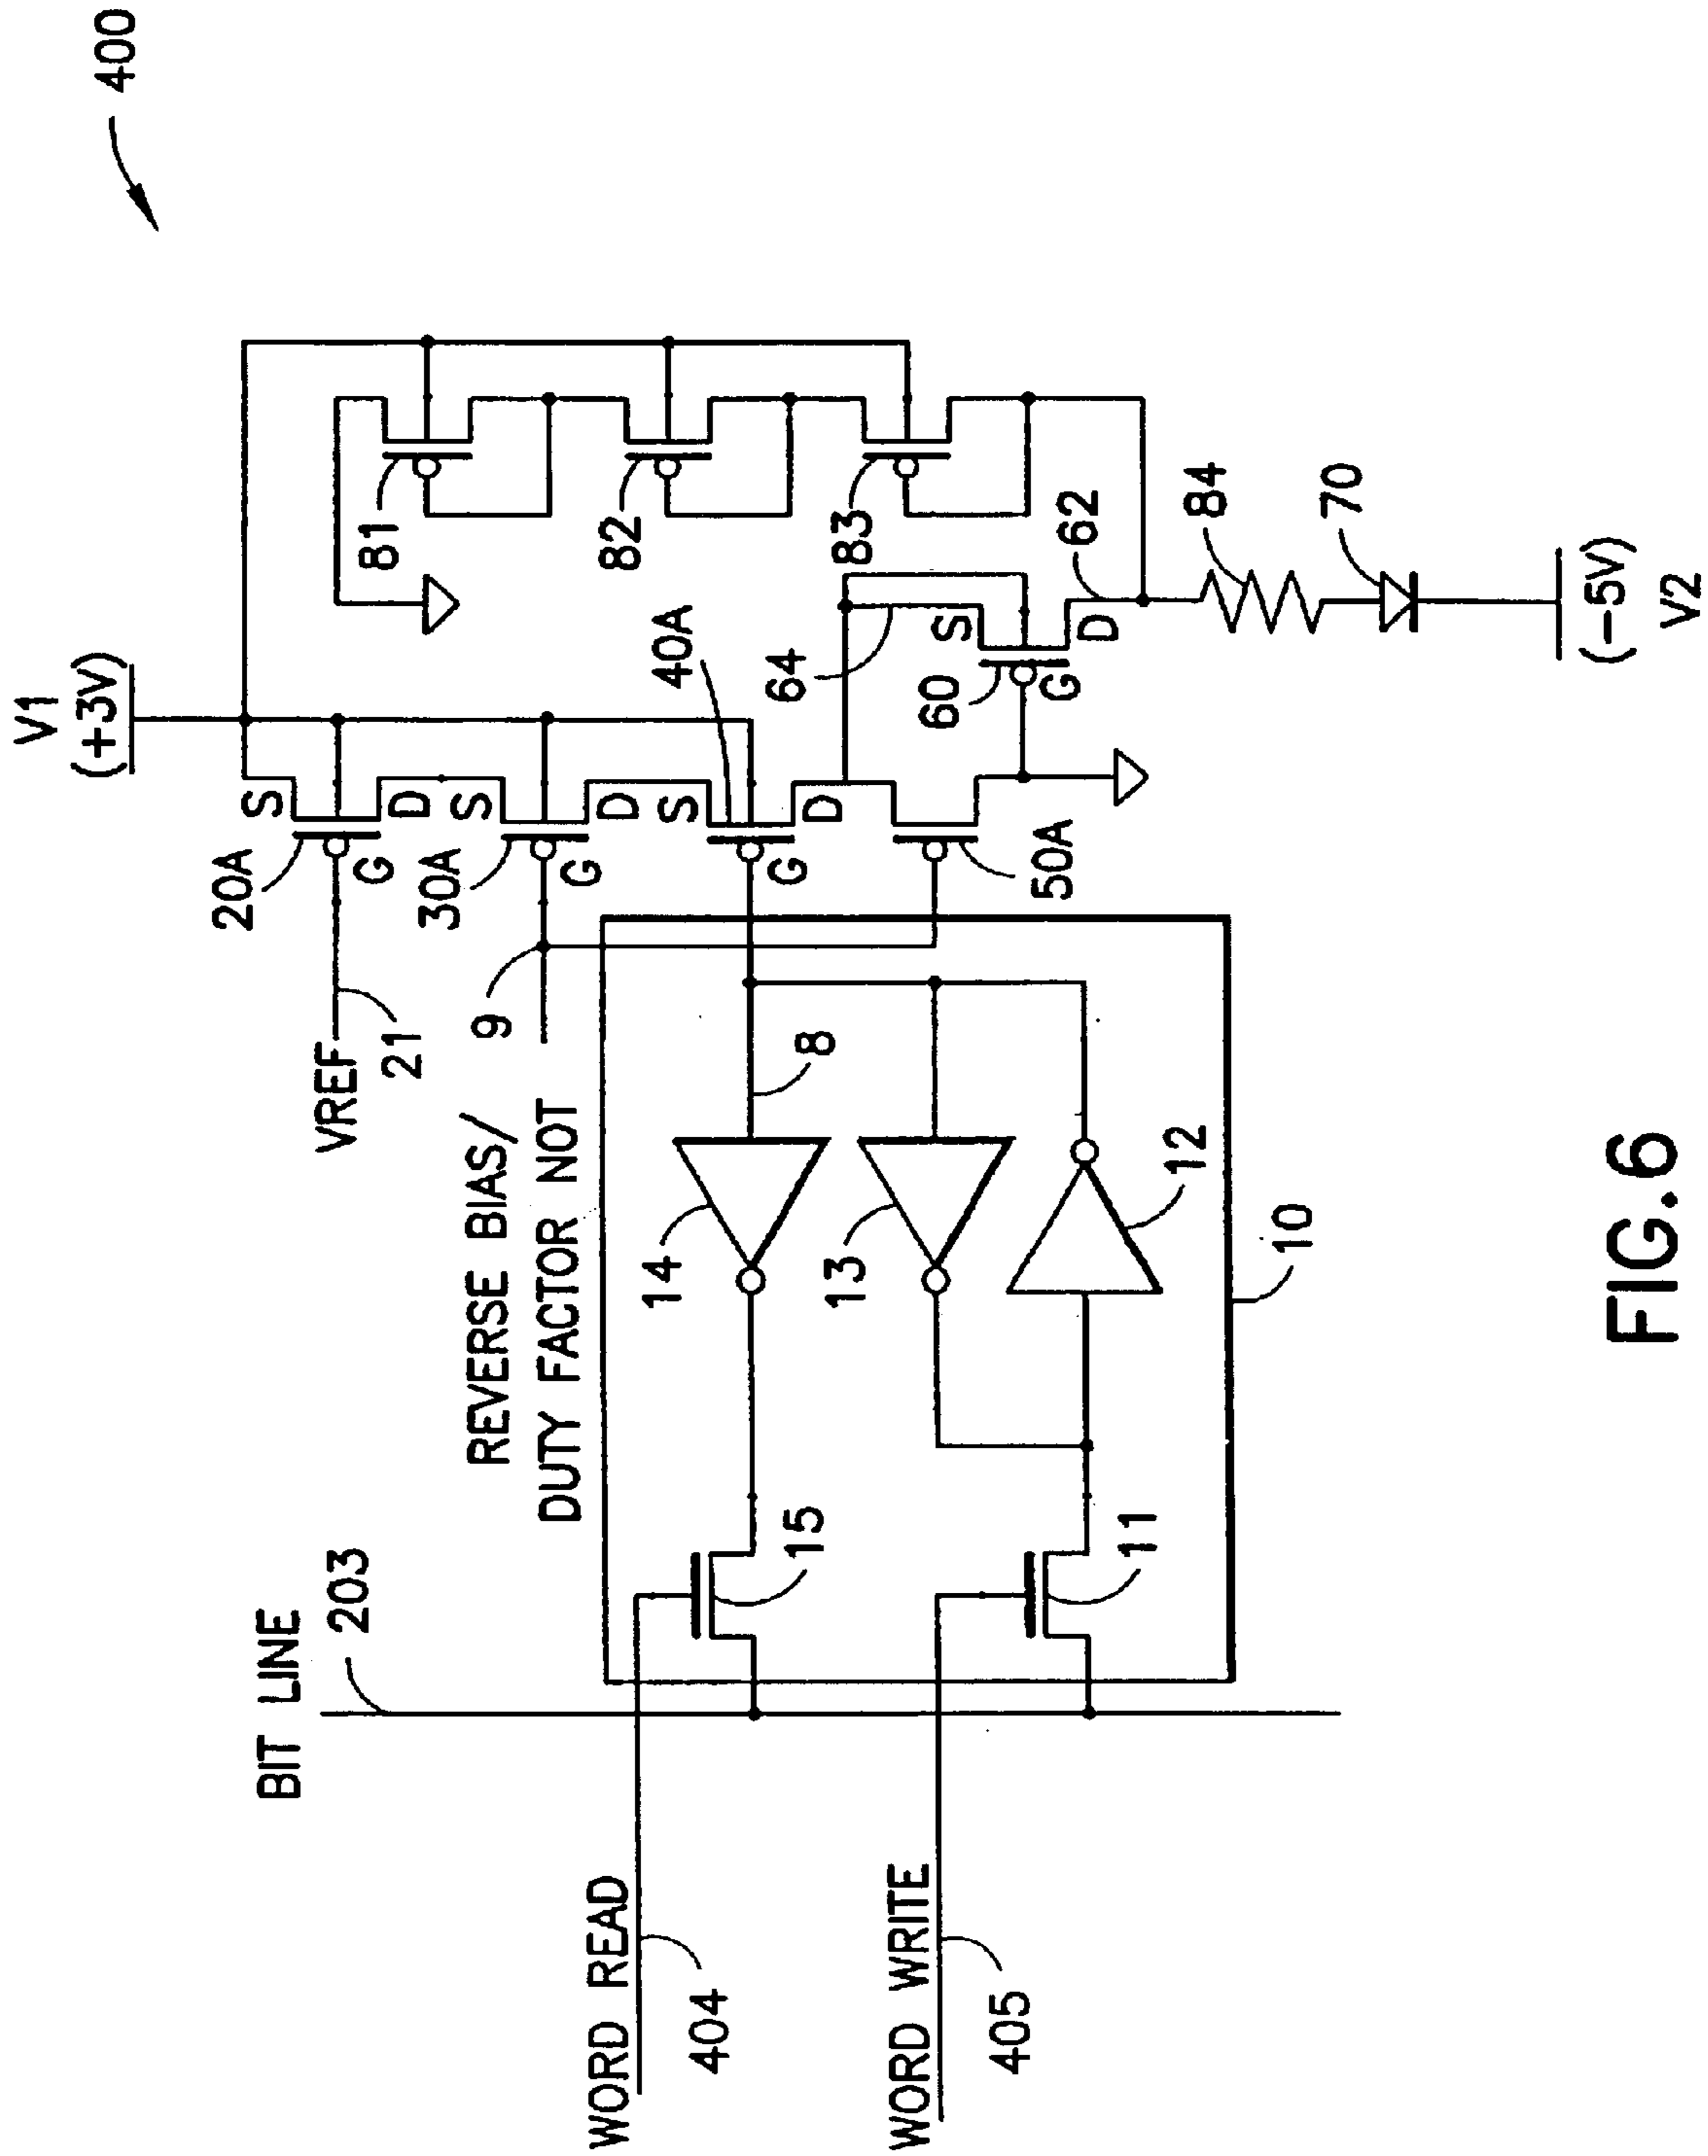 400
V1
(+3V)
S
20A
G
D
VREF
21
S
30A
G
D
9
REVERSE BIAS/
DUTY FACTOR NOT
S
40A
G
D
50A
81
82
83
64
S
60
G
D
62
84
70
(−5V)
V2
BIT LINE
203
14
8
13
12
15
11
10
WORD READ
404
WORD WRITE
405
FIG.6